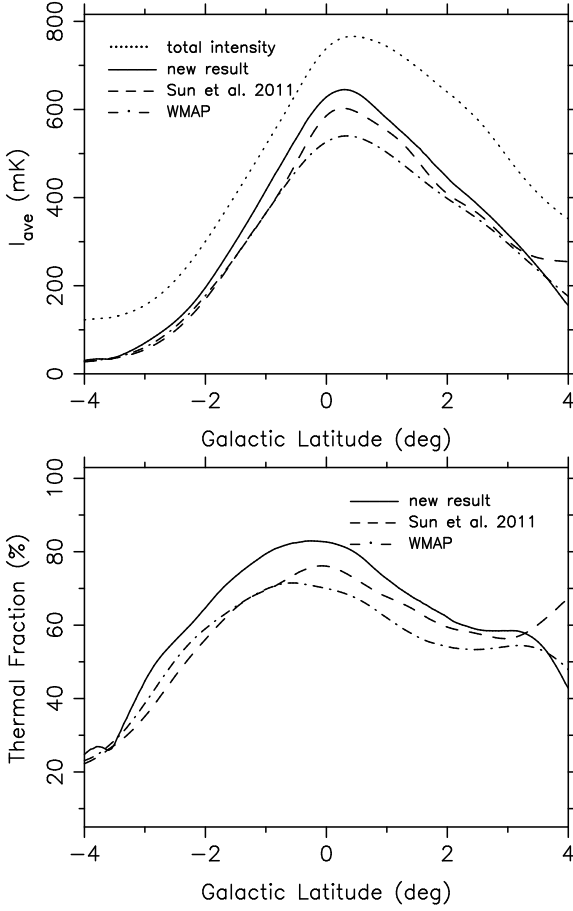 800
600
400
200
0
I_ave (mK)
total intensity
new result
Sun et al. 2011
WMAP
−4 −2 0 2 4
Galactic Latitude (deg)
100
80
60
40
20
Thermal Fraction (%)
new result
Sun et al. 2011
WMAP
−4 −2 0 2 4
Galactic Latitude (deg)